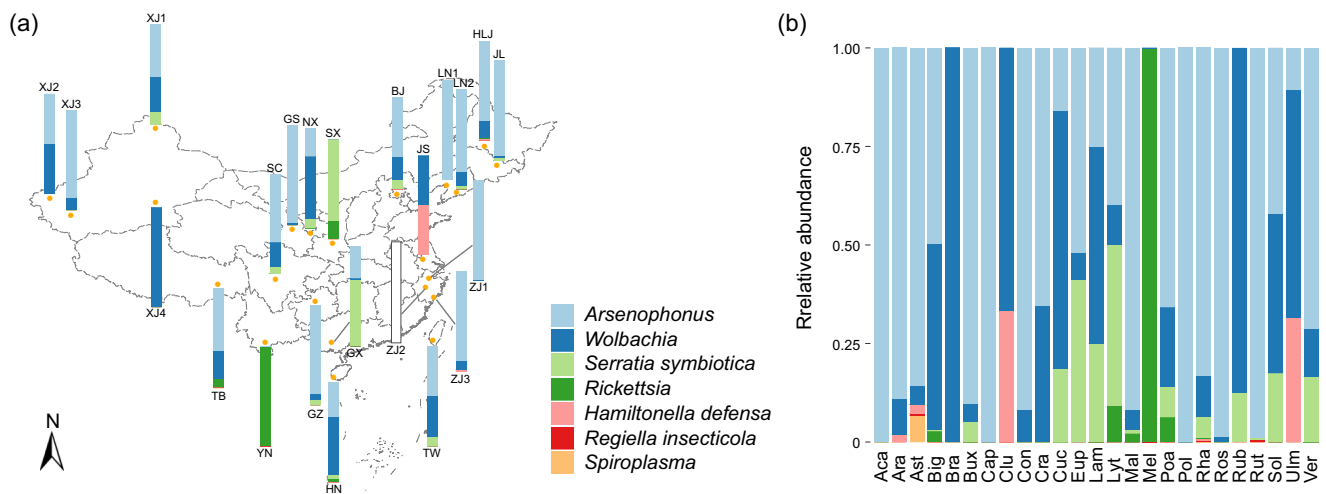 (a)
XJ1
HLJ
JL
LN1
LN2
XJ2
XJ3
BJ
GS
NX
SX
JS
SC
ZJ1
XJ4
GX
ZJ2
ZJ3
TB
GZ
YN
TW
HN
N
Arsenophonus
Wolbachia
Serratia symbiotica
Rickettsia
Hamiltonella defensa
Regiella insecticola
Spiroplasma
(b)
Rrelative abundance
1.00
0.75
0.50
0.25
0
Aca Ara Ast Big Bra Bux Cap Clu Con Cra Cuc Eup Lam Lyt Mal Mel Poa Pol Rha Ros Rub Rut Sol Ulm Ver